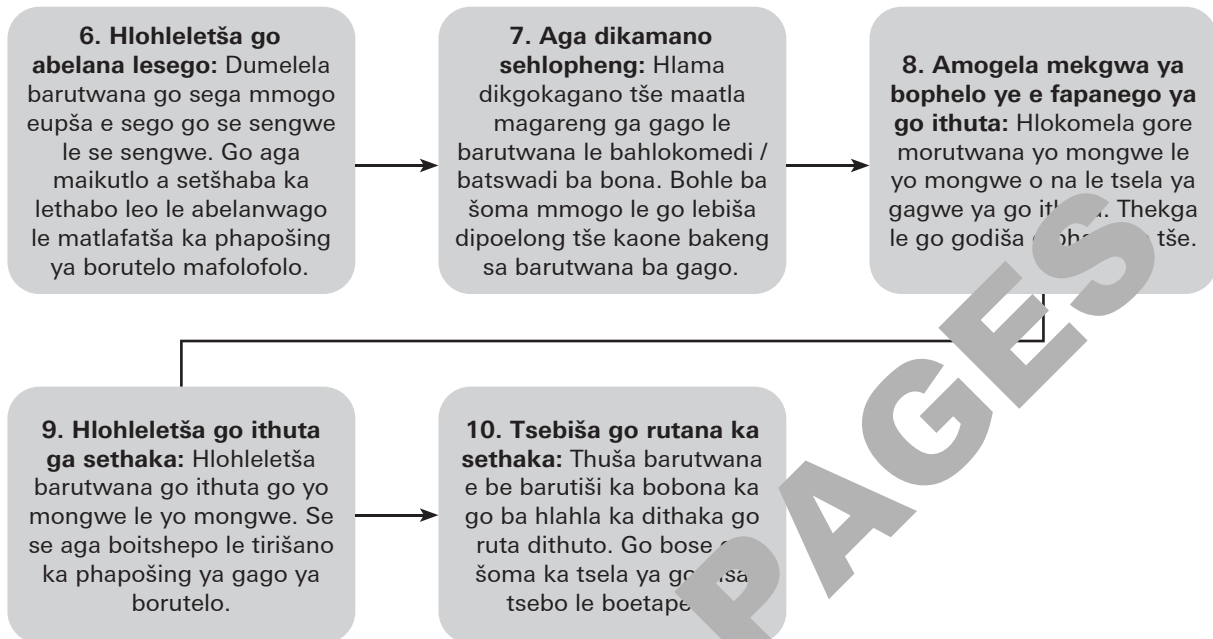 6. Hlohleletša go
abelana lesego: Dumelela
barutwana go sega mmogo
eupša e sego go se sengwe
le se sengwe. Go aga
maikutlo a setšhaba ka
lethabo leo le abelanwago
le matlafatša ka phapošing
ya borutelo mafolofolo.
7. Aga dikamano
sehlopheng: Hlama
dikgokagano tše maatla
magareng ga gago le
barutwana le bahlokomedi /
batswadi ba bona. Bohle ba
šoma mmogo le go lebiša
dipoelong tše kaone bakeng
sa barutwana ba gago.
8. Amogela mekgwa ya
bophelo ye e fapanego ya
go ithuta: Hlokomela gore
morutwana yo mongwe le
yo mongwe o na le tsela ya
gagwe ya go Thekga
le go godiša tše.
9. Hlohleletša go ithuta
ga sethaka: Hlohleletša
barutwana go ithuta go yo
mongwe le yo mongwe. Se
se aga boitshepo le tirišano
ka phapošing ya gago ya
borutelo.
10. Tsebiša go rutana ka
sethaka: Thuša barutwana
e be barutiši ka bobona ka
go ba hlahla ka dithaka go
ruta dithuto. Go bose
šoma ka tsela ya
tsebo le
PAGES